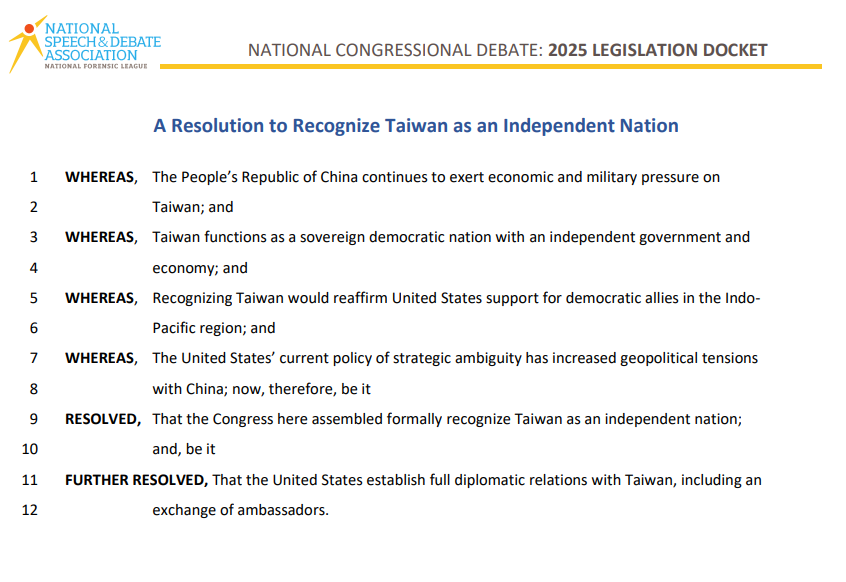 NATIONAL
SPEECH & DEBATE
ASSOCIATION
NATIONAL FORENSIC LEAGUE
NATIONAL CONGRESSIONAL DEBATE: 2025 LEGISLATION DOCKET
A Resolution to Recognize Taiwan as an Independent Nation
1 WHEREAS, The People’s Republic of China continues to exert economic and military pressure on
2 Taiwan; and
3 WHEREAS, Taiwan functions as a sovereign democratic nation with an independent government and
4 economy; and
5 WHEREAS, Recognizing Taiwan would reaffirm United States support for democratic allies in the Indo-
6 Pacific region; and
7 WHEREAS, The United States’ current policy of strategic ambiguity has increased geopolitical tensions
8 with China; now, therefore, be it
9 RESOLVED, That the Congress here assembled formally recognize Taiwan as an independent nation;
10 and, be it
11 FURTHER RESOLVED, That the United States establish full diplomatic relations with Taiwan, including an
12 exchange of ambassadors.